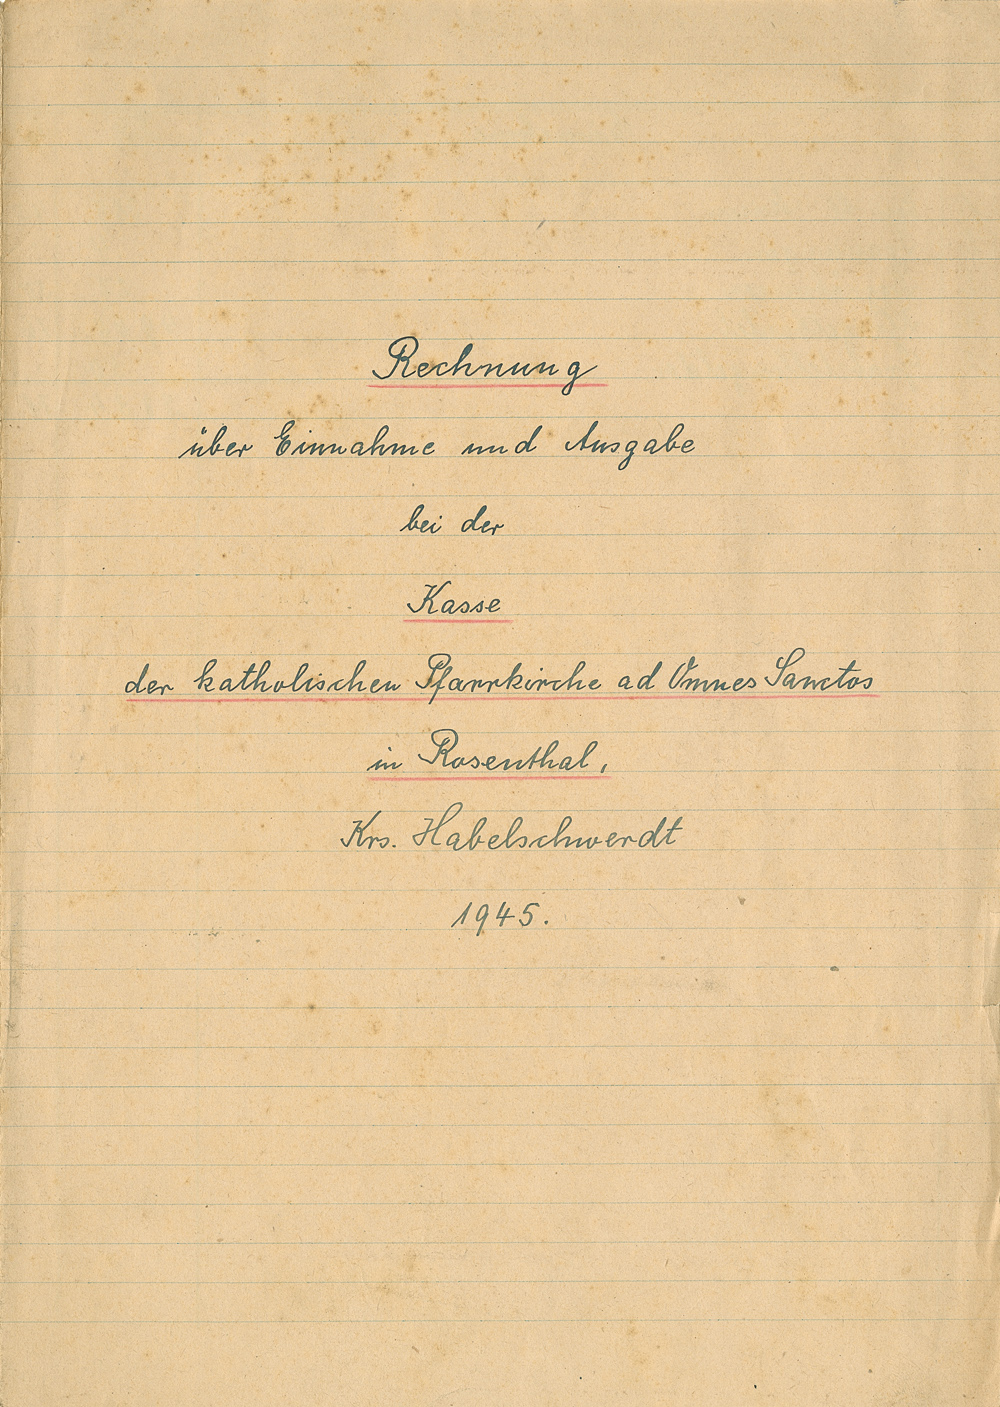 Rechnung
über Einnahme und Ausgabe
bei der
Kasse
der katholischen Pfarrkirche ad Omnes Sanctos
in Rosenthal,
Krs. Habelschwerdt
1945.